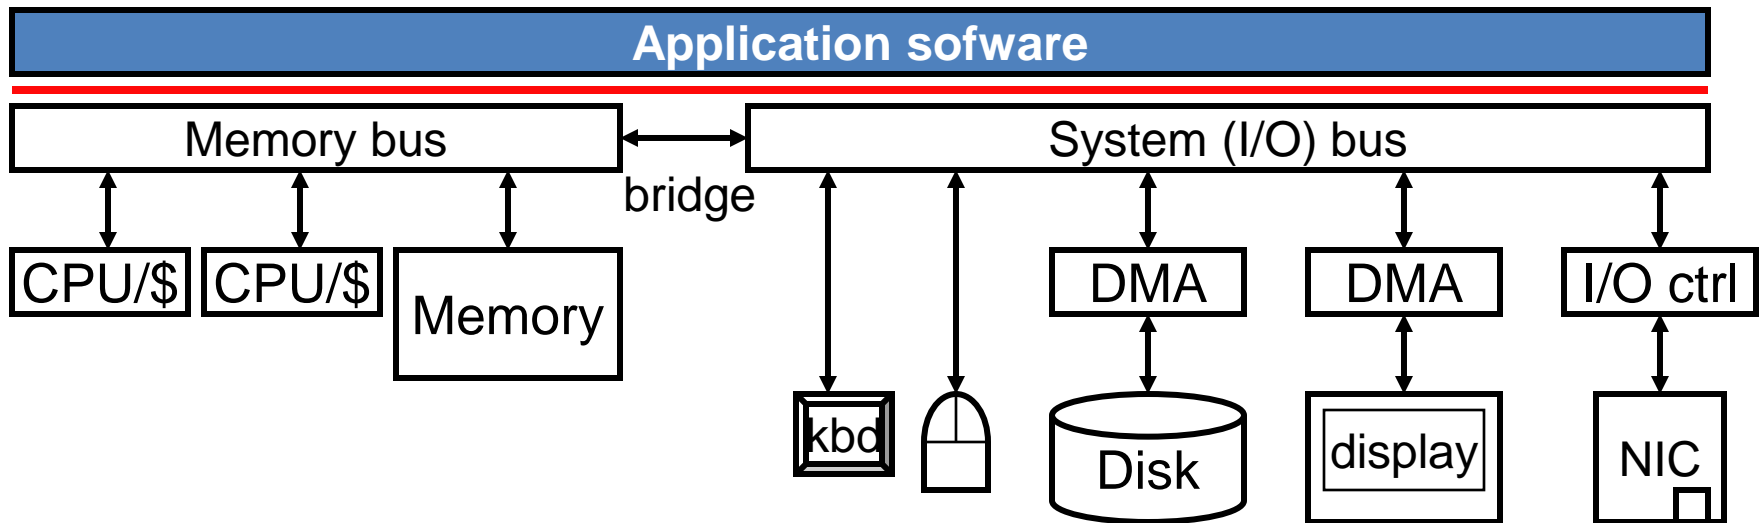 Application sofware
Memory bus
System (I/O) bus
bridge
CPU/$
CPU/$
Memory
DMA
DMA
I/O ctrl
kbd
Disk
display
NIC